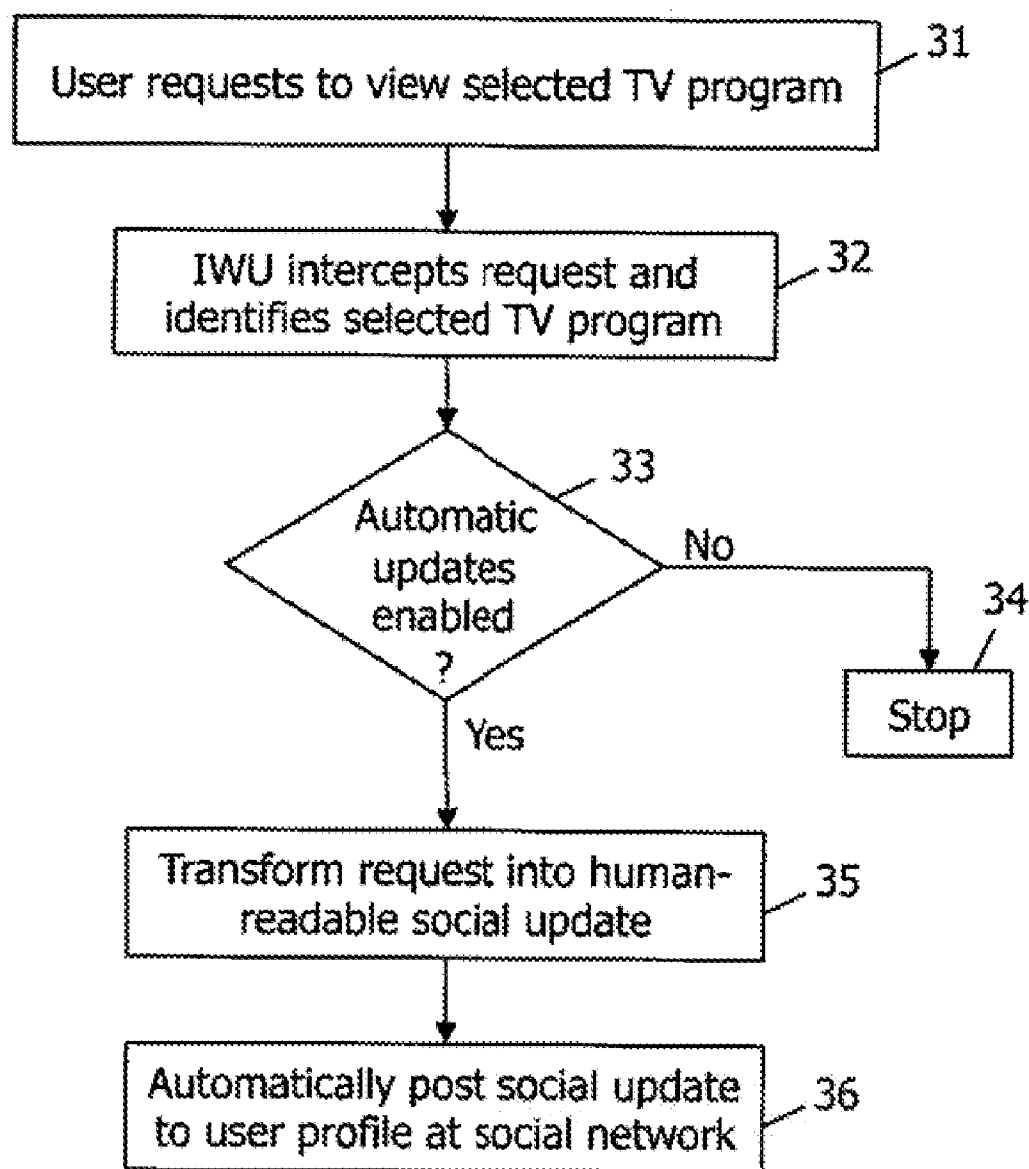 31
User requests to view selected TV program
32
IWU intercepts request and
identifies selected TV program
33
Automatic
updates
enabled
?
No
34
Stop
Yes
Transform request into human-
readable social update
35
Automatically post social update
to user profile at social network
36